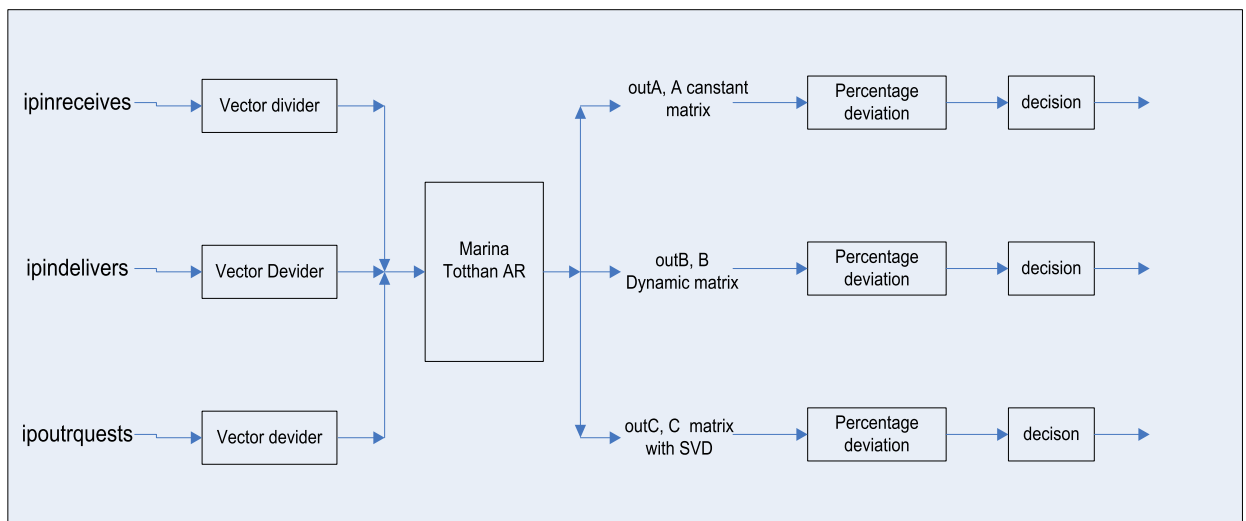 ipinreceives
Vector divider
outA, A canstant
matrix
Percentage
deviation
decision
ipindelivers
Vector Devider
Marina
Totthan AR
outB, B
Dynamic matrix
Percentage
deviation
decision
ipoutrquests
Vector devider
outC, C matrix
with SVD
Percentage
deviation
decison